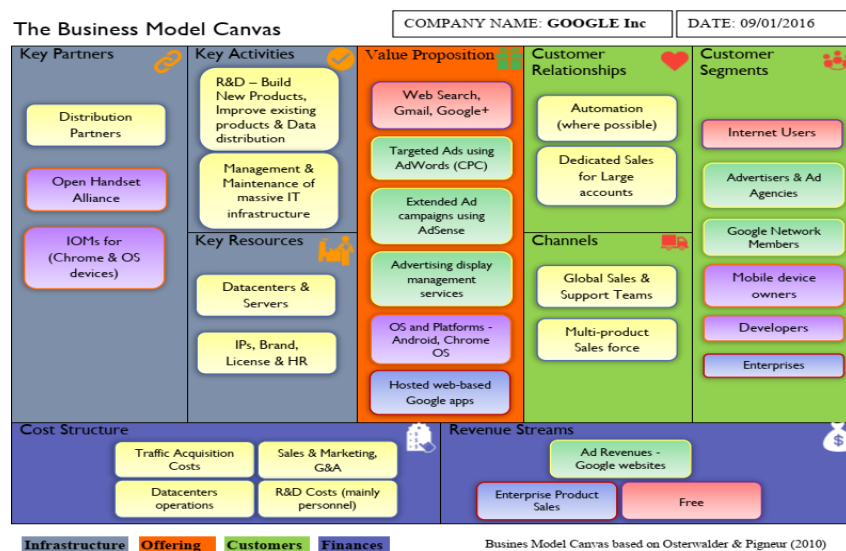 The Business Model Canvas
COMPANY NAME: GOOGLE Inc
DATE: 09/01/2016
Key Partners
Distribution
Partners
Open Handset
Alliance
IOMs for
(Chrome & OS
devices)
Key Activities
R&D – Build
New Products,
Improve existing
products & Data
distribution
Management &
Maintenance of
massive IT
infrastructure
Key Resources
Datacenters &
Servers
IPs, Brand,
License & HR
Value Proposition
Web Search,
Gmail, Google+
Targeted Ads using
AdWords (CPC)
Extended Ad
campaigns using
AdSense
Advertising display
management
services
OS and Platforms -
Android, Chrome
OS
Hosted web-based
Google apps
Customer
Relationships
Automation
(where possible)
Dedicated Sales
for Large
accounts
Channels
Global Sales &
Support Teams
Multi-product
Sales force
Customer
Segments
Internet Users
Advertisers & Ad
Agencies
Google Network
Members
Mobile device
owners
Developers
Enterprises
Cost Structure
Traffic Acquisition
Costs
Sales & Marketing,
G&A
Datacenters
operations
R&D Costs (mainly
personnel)
Revenue Streams
$
Ad Revenues -
Google websites
Enterprise Product
Sales
Free
Infrastructure
Offering
Customers
Finances
Busines Model Canvas based on Osterwalder & Pigneur (2010)